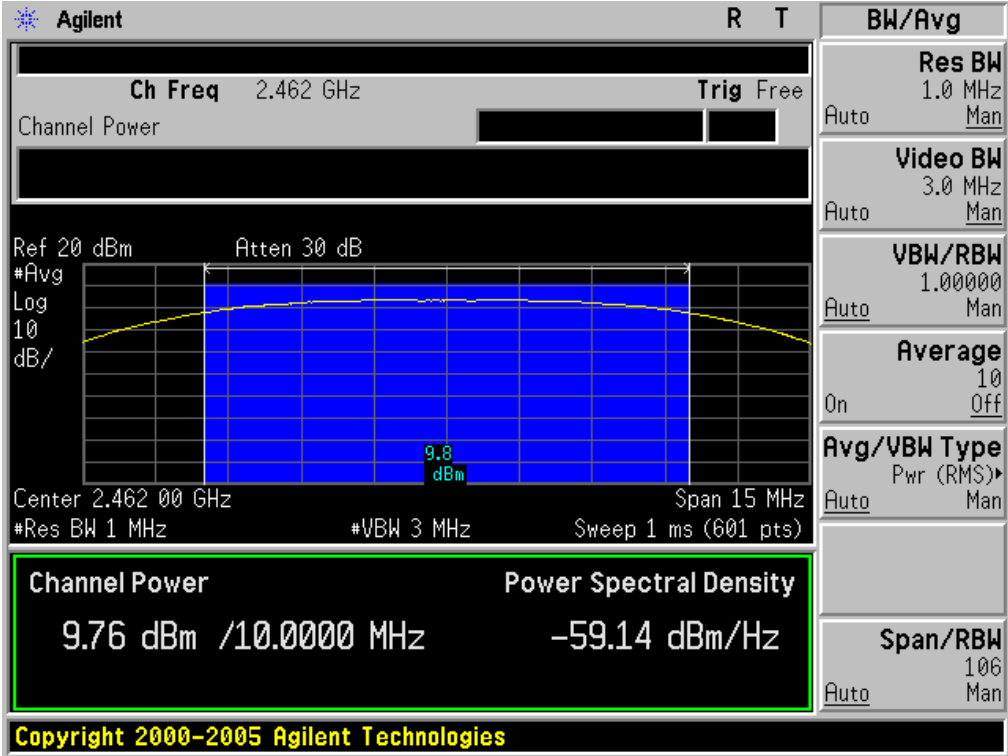 Agilent
R T
BW/Avg
Ch Freq 2.462 GHz
Trig Free
Channel Power
Ref 20 dBm
Atten 30 dB
#Avg
Log
10
dB/
9.8
dBm
Center 2.462 00 GHz
Span 15 MHz
#Res BW 1 MHz
#VBW 3 MHz
Sweep 1 ms (601 pts)
Channel Power
Power Spectral Density
9.76 dBm /10.0000 MHz
-59.14 dBm/Hz
Copyright 2000-2005 Agilent Technologies
Res BW
1.0 MHz
Auto Man
Video BW
3.0 MHz
Auto Man
VBW/RBW
1.00000
Auto Man
Average
10
On Off
Avg/VBW Type
Pwr (RMS)▸
Auto Man
Span/RBW
106
Auto Man